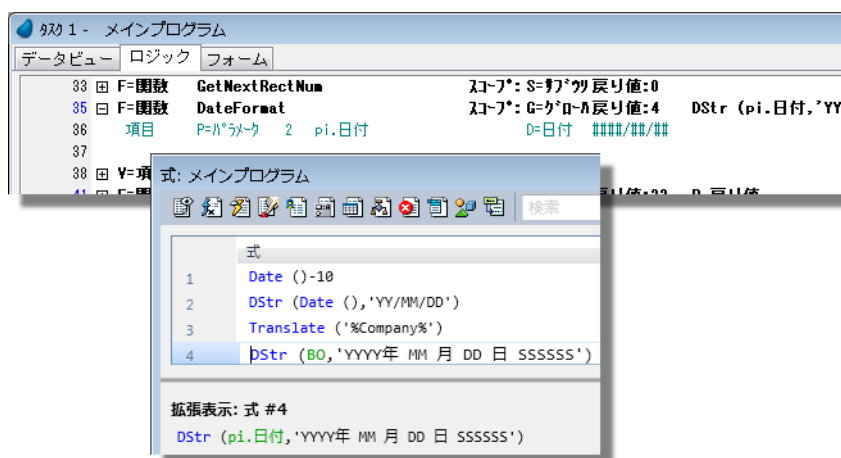 タスク 1 - メインプログラム
データビュー ロジック フォーム
33 F=関数 GetNextRectNum スコープ: S=サブツリ 戻り値:0
35 F=関数 DateFormat スコープ: G=グローバル 戻り値:4 DStr (pi.日付,'YY
36 項目 P=パラメータ 2 pi.日付 D=日付 ####/##/##
37
38 V=項
式: メインプログラム
検索
式
1 Date ()-10
2 DStr (Date (),'YY/MM/DD')
3 Translate ('%Company%')
4 DStr (BO,'YYYY年 MM 月 DD 日 SSSSSS')
拡張表示: 式 #4
DStr (pi.日付,'YYYY年 MM 月 DD 日 SSSSSS')